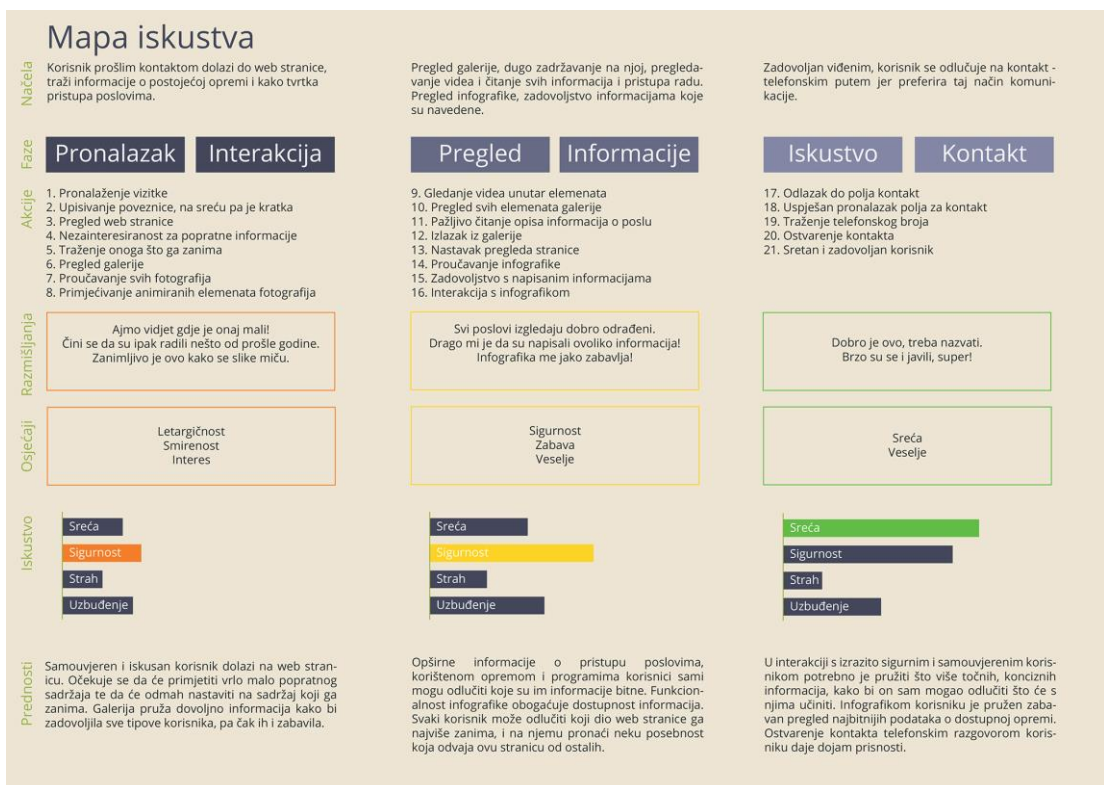 Mapa iskustva
Načela
Korisnik prošlim kontaktom dolazi do web stranice,
traži informacije o postojećoj opremi i kako tvrtka
pristupa poslovima.
Pregled galerije, dugo zadržavanje na njoj, pregleda-
vanje videa i čitanje svih informacija i pristupa radu.
Pregled infografike, zadovoljstvo informacijama koje
su navedene.
Zadovoljan viđenim, korisnik se odlučuje na kontakt -
telefonskim putem jer preferira taj način komuni-
kacije.
Faze
Pronalazak
Interakcija
Pregled
Informacije
Iskustvo
Kontakt
Akcije
1. Pronalaženje vizitke
2. Upisivanje poveznice, na sreću pa je kratka
3. Pregled web stranice
4. Nezainteresiranost za popratne informacije
5. Traženje onoga što ga zanima
6. Pregled galerije
7. Proučavanje svih fotografija
8. Primjećivanje animiranih elemenata fotografija
9. Gledanje videa unutar elemenata
10. Pregled svih elemenata galerije
11. Pažljivo čitanje opisa informacija o poslu
12. Izlazak iz galerije
13. Nastavak pregleda stranice
14. Proučavanje infografike
15. Zadovoljstvo s napisanim informacijama
16. Interakcija s infografikom
17. Odlazak do polja kontakt
18. Uspješan pronalazak polja za kontakt
19. Traženje telefonskog broja
20. Ostvarenje kontakta
21. Sretan i zadovoljan korisnik
Razmišljanja
Ajmo vidjet gdje je onaj mali!
Čini se da su ipak radili nešto od prošle godine.
Zanimljivo je ovo kako se slike miču.
Svi poslovi izgledaju dobro odrađeni.
Drago mi je da su napisali ovoliko informacija!
Infografika me jako zabavlja!
Dobro je ovo, treba nazvati.
Brzo su se i javili, super!
Osjećaji
Letargičnost
Smirenost
Interes
Sigurnost
Zabava
Veselje
Sreća
Veselje
Iskustvo
Sreća
Sigurnost
Strah
Uzbuđenje
Sreća
Sigurnost
Strah
Uzbuđenje
Sreća
Sigurnost
Strah
Uzbuđenje
Prednosti
Samouvjeren i iskusan korisnik dolazi na web stran-
icu. Očekuje se da će primjetiti vrlo malo popratnog
sadržaja te da će odmah nastaviti na sadržaj koji ga
zanima. Galerija pruža dovoljno informacija kako bi
zadovoljila sve tipove korisnika, pa čak ih i zabavila.
Opširne informacije o pristupu poslovima,
korištenom opremom i programima korisnici sami
mogu odlučiti koje su im informacije bitne. Funkcion-
alnost infografike obogaćuje dostupnost informacija.
Svaki korisnik može odlučiti koji dio web stranice ga
najviše zanima, i na njemu pronaći neku posebnost
koja odvaja ovu stranicu od ostalih.
U interakciji s izrazito sigurnim i samouvjerenim koris-
nikom potrebno je pružiti što više točnih, konciznih
informacija, kako bi on sam mogao odlučiti što će s
njima učiniti. Infografikom korisniku je pružen zaba-
van pregled najbitnijih podataka o dostupnoj opremi.
Ostvarenje kontakta telefonskim razgovorom koris-
niku daje dojam prisnosti.